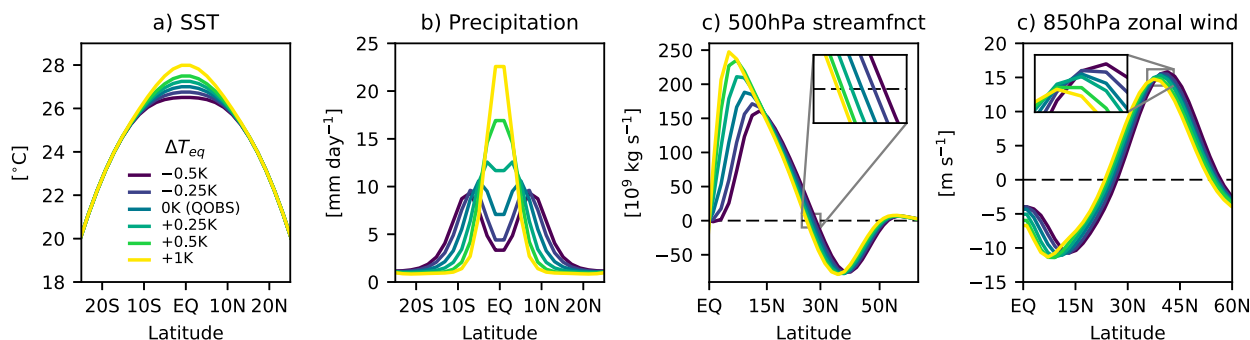 a) SST
28
26
24
22
20
18
[°C]
ΔT_eq
−0.5K
−0.25K
0K (QOBS)
+0.25K
+0.5K
+1K
20S 10S EQ 10N 20N
Latitude
b) Precipitation
25
20
15
10
5
0
[mm day⁻¹]
20S 10S EQ 10N 20N
Latitude
c) 500hPa streamfnct
250
200
150
100
50
0
−50
[10⁹ kg s⁻¹]
EQ 15N 30N 50N
Latitude
c) 850hPa zonal wind
20
15
10
5
0
−5
−10
−15
[m s⁻¹]
EQ 15N 30N 45N 60N
Latitude